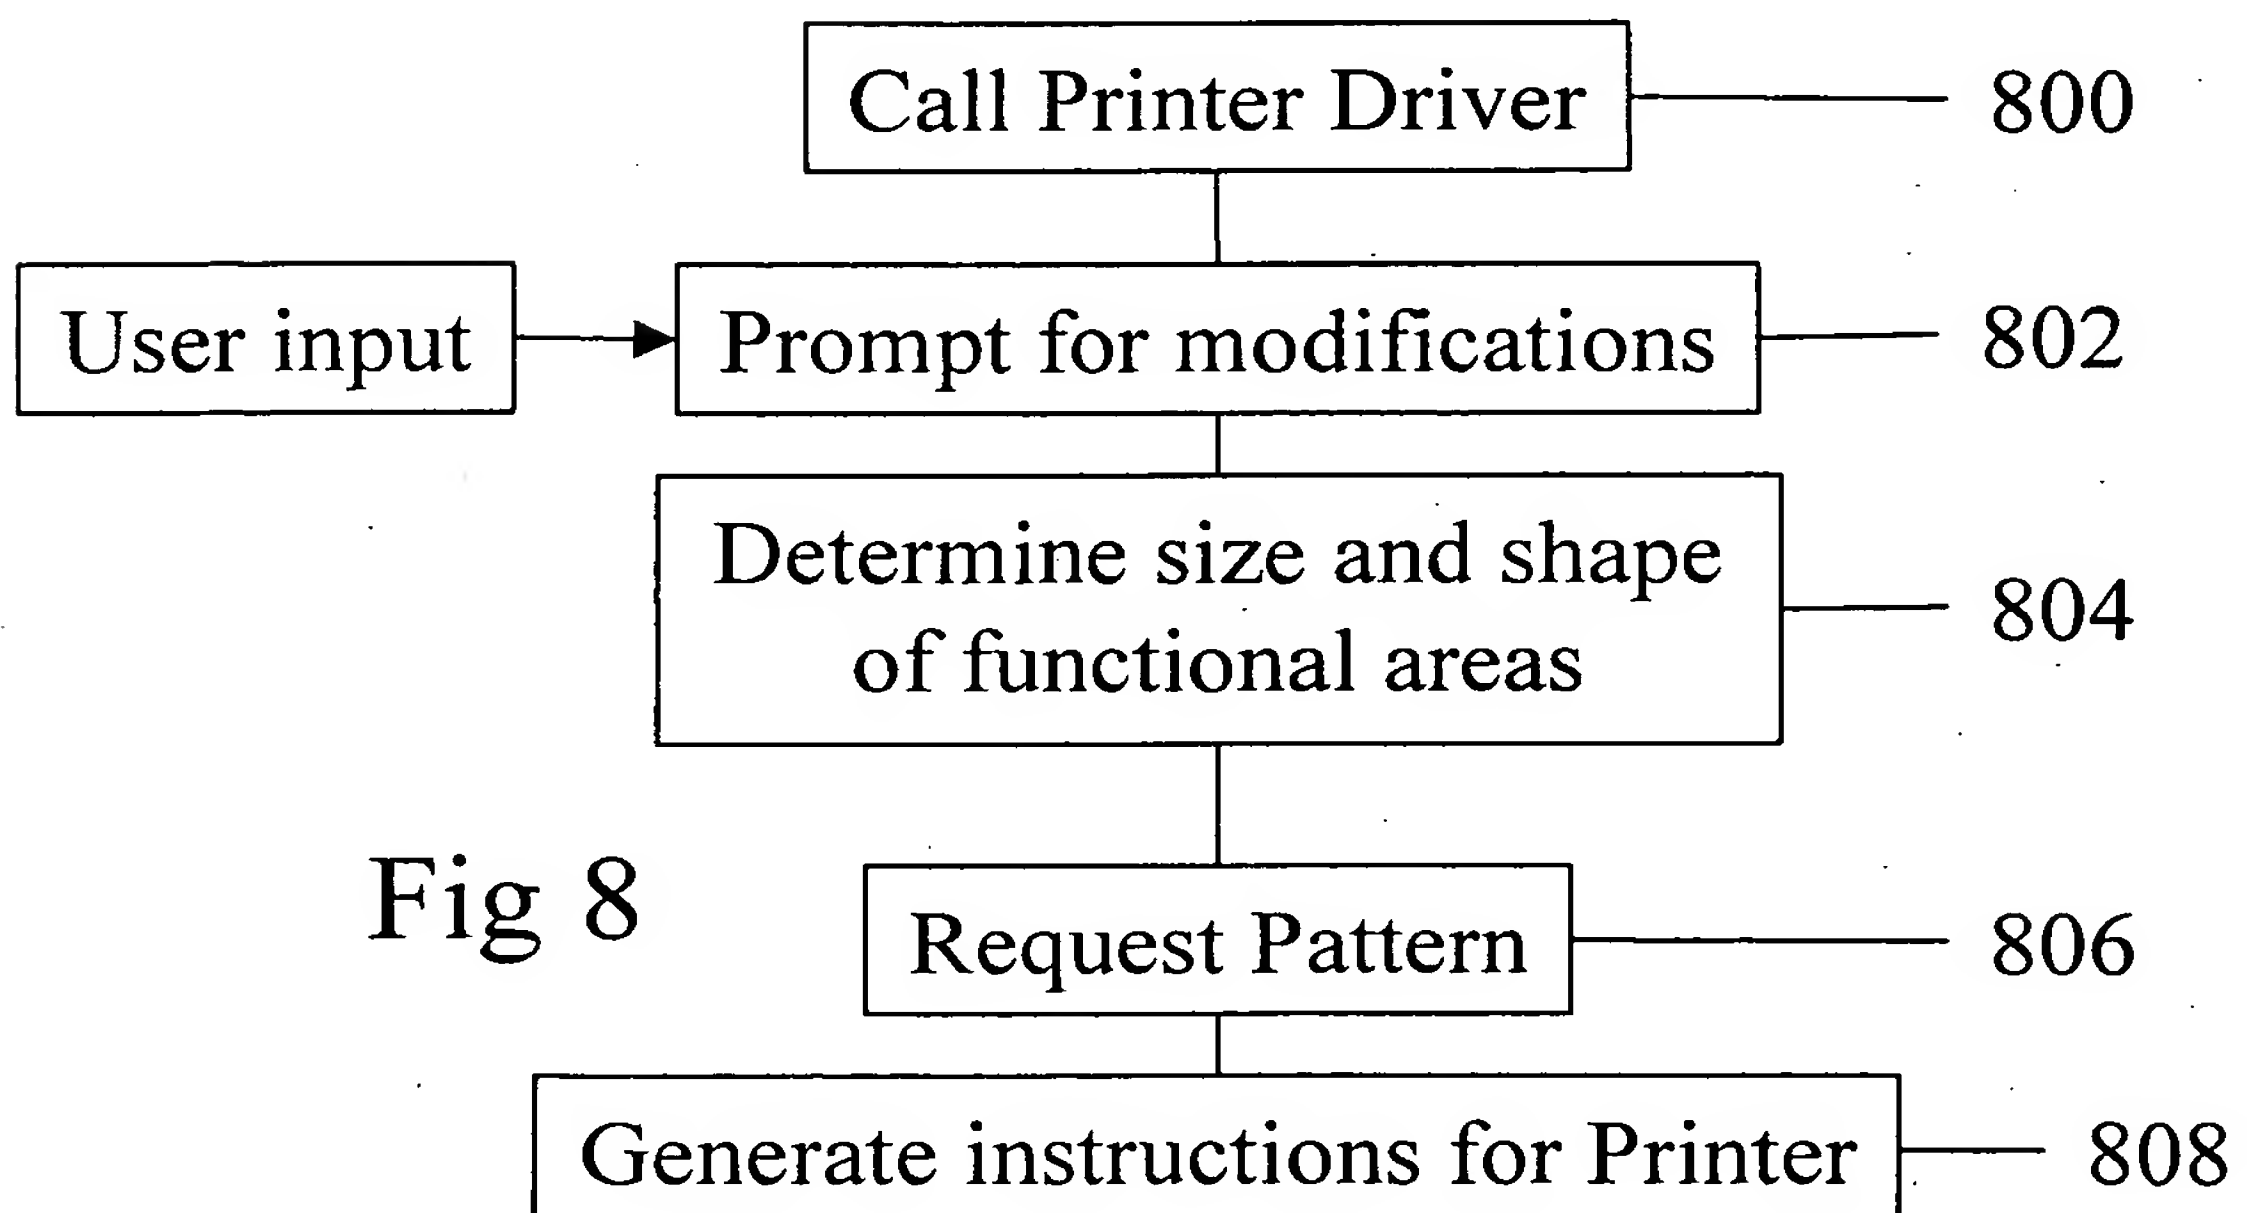 Call Printer Driver
800
User input
Prompt for modifications
802
Determine size and shape
of functional areas
804
Fig 8
Request Pattern
806
Generate instructions for Printer
808